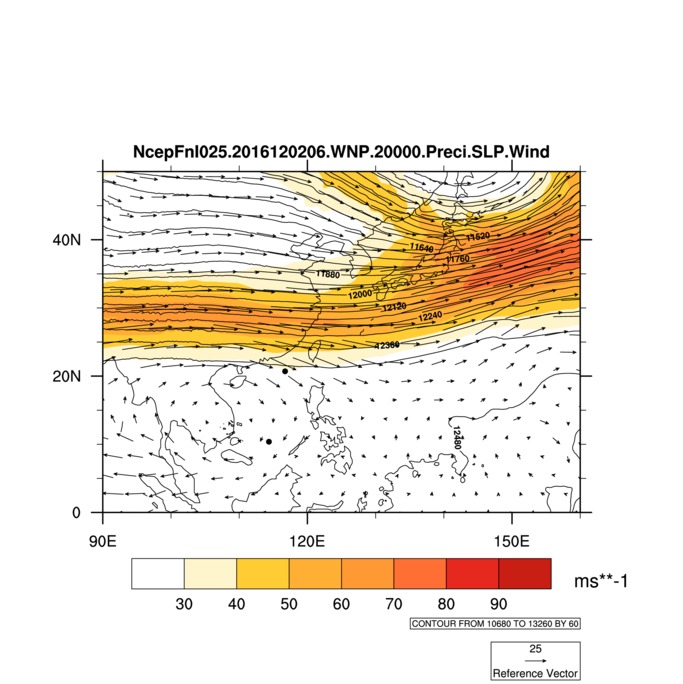 NcepFnl025.2016120206.WNP.20000.Preci.SLP.Wind
40N
20N
0
11520
11640
11760
11880
12000
12120
12240
12360
12480
90E 120E 150E
ms**-1
30 40 50 60 70 80 90
CONTOUR FROM 10680 TO 13260 BY 60
25
Reference Vector